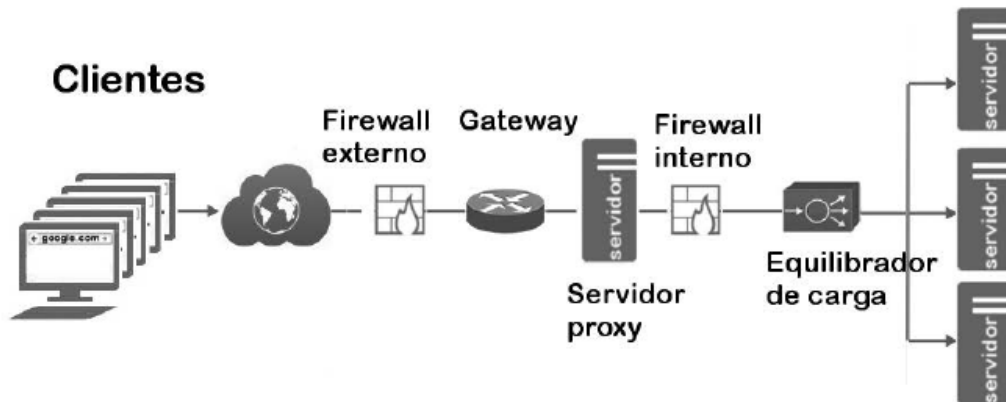 Clientes
← google.com →
Firewall
externo
Gateway
servidor
Servidor
proxy
Firewall
interno
Equilibrador
de carga
servidor
servidor
servidor